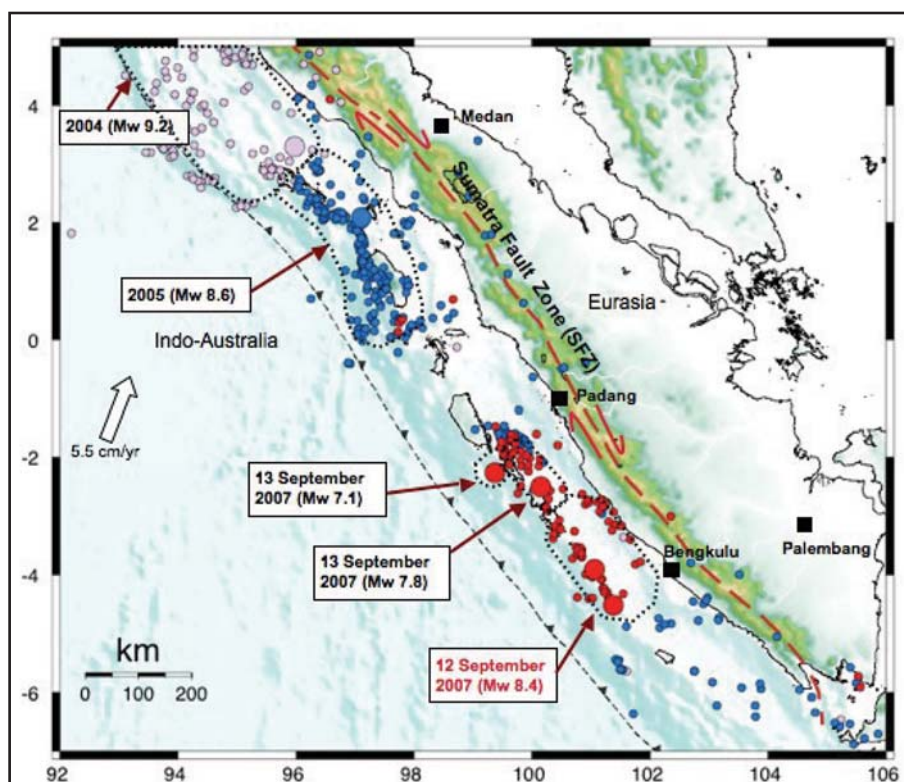 4
2
0
-2
-4
-6
92
94
96
98
100
102
104
106
2004 (Mw 9.2)
Medan
Sumatra Fault Zone (SFZ)
2005 (Mw 8.6)
Eurasia
Indo-Australia
5.5 cm/yr
Padang
13 September
2007 (Mw 7.1)
13 September
2007 (Mw 7.8)
Bengkulu
Palembang
km
0 100 200
12 September
2007 (Mw 8.4)